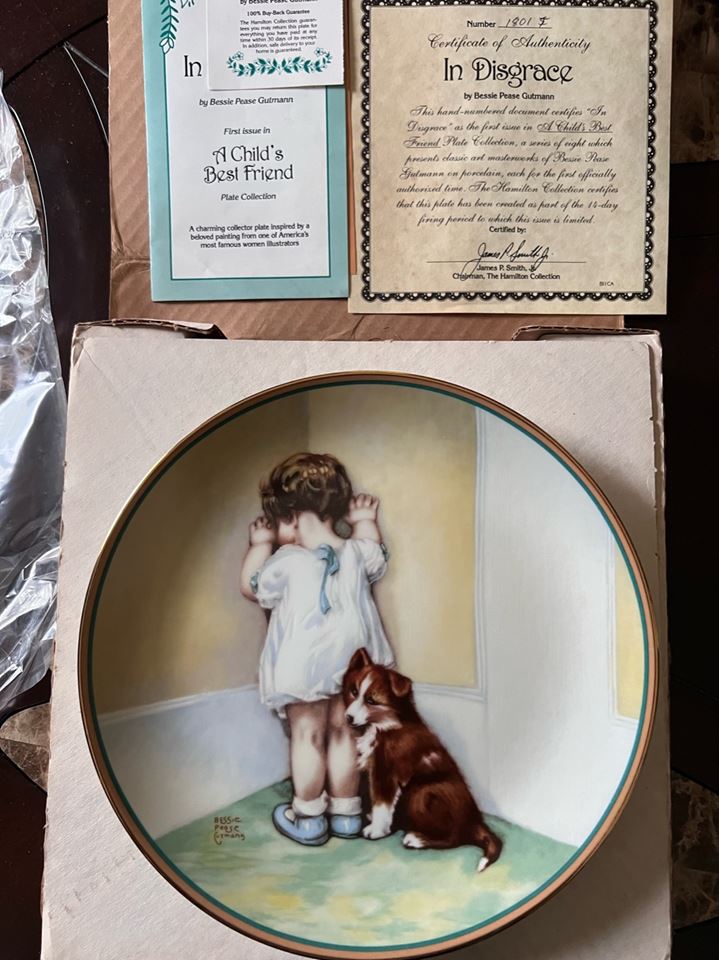 by Bessie Pease Gutmann
100% Buy-Back Guarantee
The Hamilton Collection guaran-
tees you may return this plate for
everything you have paid at any
time within 30 days of its receipt.
In addition, safe delivery to your
home is guaranteed.
In
by Bessie Pease Gutmann
First issue in
A Child's
Best Friend
Plate Collection
A charming collector plate inspired by a
beloved painting from one of America's
most famous women illustrators
Number 1801 F
Certificate of Authenticity
In Disgrace
by Bessie Pease Gutmann
This hand-numbered document certifies "In
Disgrace" as the first issue in A Child's Best
Friend Plate Collection, a series of eight which
presents classic art masterworks of Bessie Pease
Gutmann on porcelain, each for the first officially
authorized time. The Hamilton Collection certifies
that this plate has been created as part of the 14-day
firing period to which this issue is limited.
Certified by:
James P. Smith Jr.
James P. Smith, Jr.
Chairman, The Hamilton Collection
BESSIE
PEASE
GUTMANN